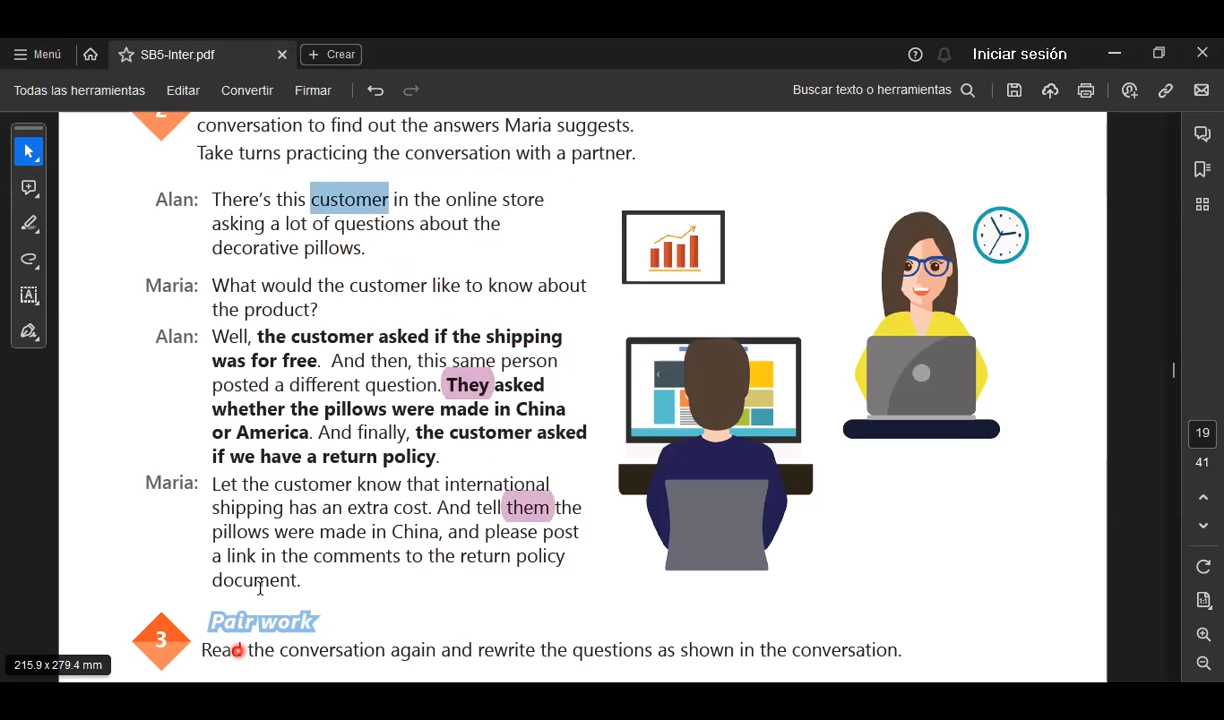 Menú
SB5-Inter.pdf
Crear
Iniciar sesión
Todas las herramientas
Editar
Convertir
Firmar
Buscar texto o herramientas
2
conversation to find out the answers Maria suggests.
Take turns practicing the conversation with a partner.
Alan: There's this customer in the online store
asking a lot of questions about the
decorative pillows.
Maria: What would the customer like to know about
the product?
Alan: Well, the customer asked if the shipping
was for free. And then, this same person
posted a different question. They asked
whether the pillows were made in China
or America. And finally, the customer asked
if we have a return policy.
Maria: Let the customer know that international
shipping has an extra cost. And tell them the
pillows were made in China, and please post
a link in the comments to the return policy
document.
19
41
3
Pair work
Read the conversation again and rewrite the questions as shown in the conversation.
215.9 x 279.4 mm